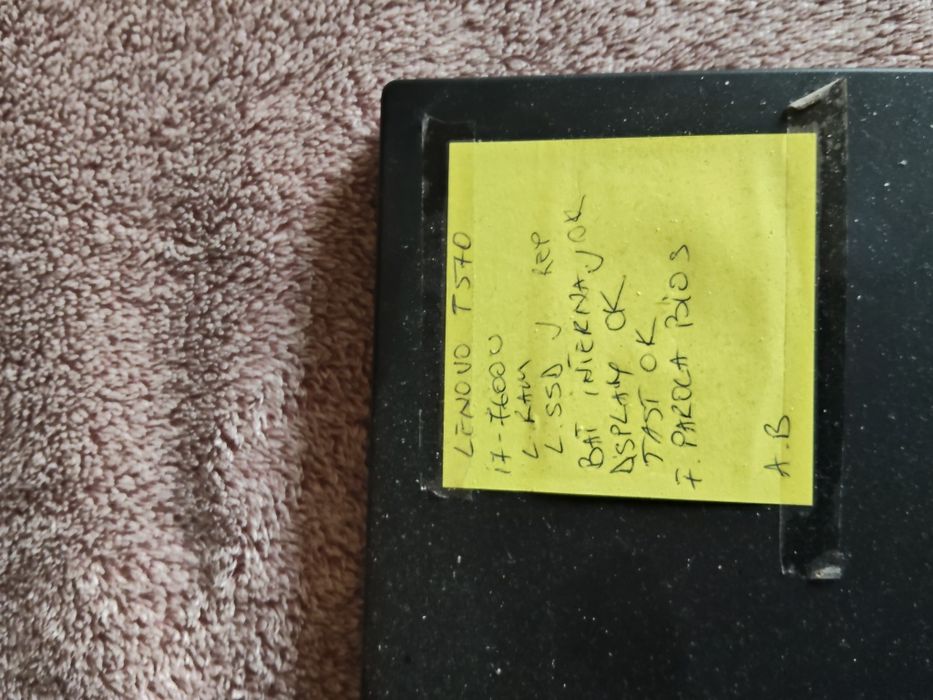 LENOVO T570
i7-7600U
L RAM
L SSD REP
BAT INTERNA OK
DSPLAY OK
TAST OK
F. PAROLA BIOS
A.B